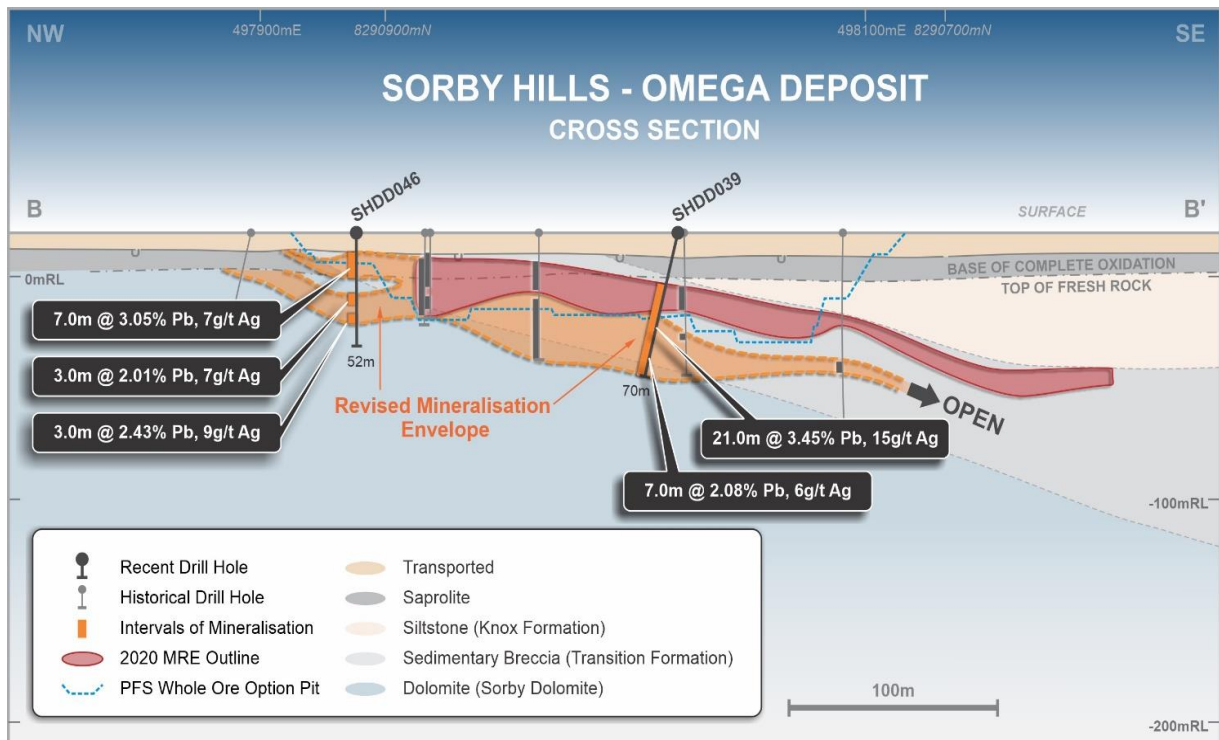 NW
497900mE
8290900mN
498100mE
8290700mN
SE
SORBY HILLS - OMEGA DEPOSIT
CROSS SECTION
B
SHDD046
SHDD039
SURFACE
B'
0mRL
BASE OF COMPLETE OXIDATION
TOP OF FRESH ROCK
7.0m @ 3.05% Pb, 7g/t Ag
3.0m @ 2.01% Pb, 7g/t Ag
3.0m @ 2.43% Pb, 9g/t Ag
52m
70m
Revised Mineralisation
Envelope
OPEN
21.0m @ 3.45% Pb, 15g/t Ag
7.0m @ 2.08% Pb, 6g/t Ag
-100mRL
Recent Drill Hole
Historical Drill Hole
Intervals of Mineralisation
2020 MRE Outline
PFS Whole Ore Option Pit
Transported
Saprolite
Siltstone (Knox Formation)
Sedimentary Breccia (Transition Formation)
Dolomite (Sorby Dolomite)
100m
-200mRL